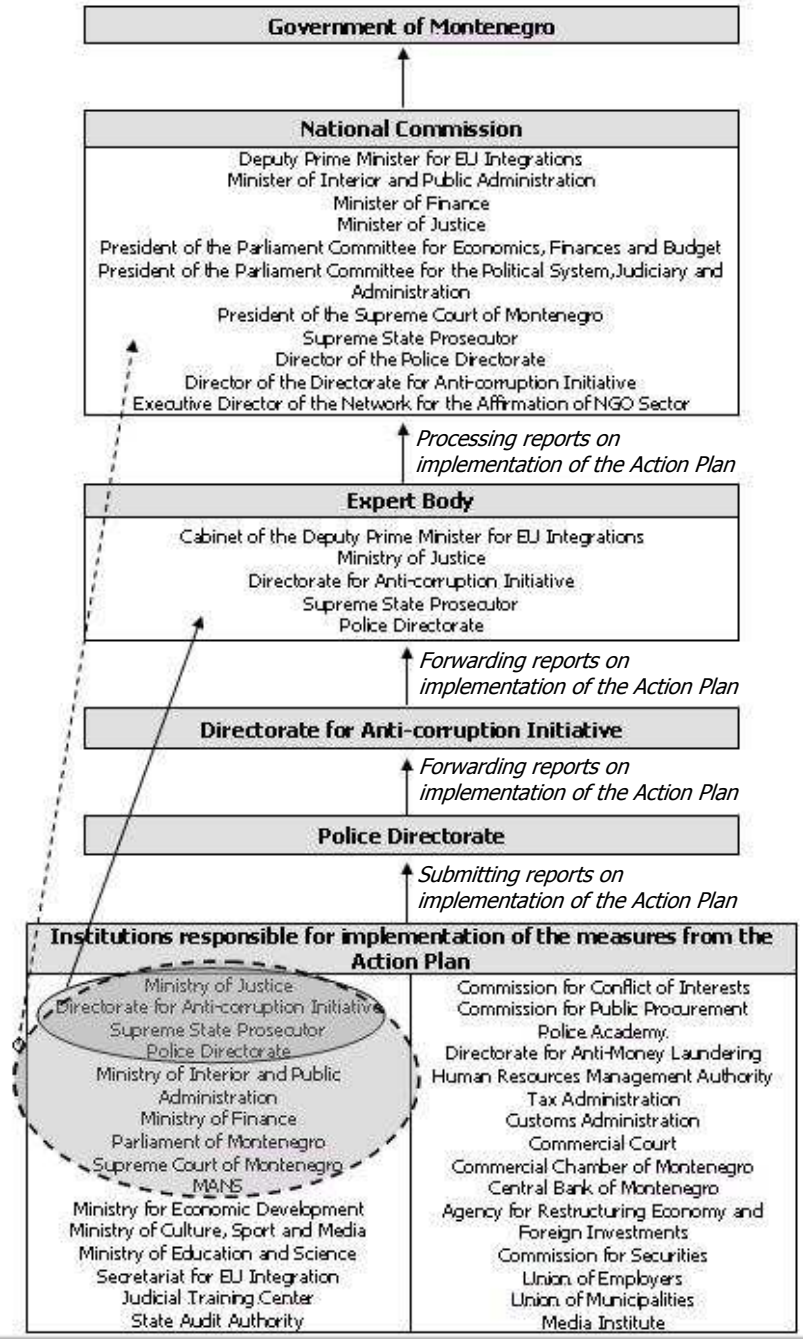 Government of Montenegro
National Commission
Deputy Prime Minister for EU Integrations
Minister of Interior and Public Administration
Minister of Finance
Minister of Justice
President of the Parliament Committee for Economics, Finances and Budget
President of the Parliament Committee for the Political System, Judiciary and
Administration
President of the Supreme Court of Montenegro
Supreme State Prosecutor
Director of the Police Directorate
Director of the Directorate for Anti-corruption Initiative
Executive Director of the Network for the Affirmation of NGO Sector
Processing reports on
implementation of the Action Plan
Expert Body
Cabinet of the Deputy Prime Minister for EU Integrations
Ministry of Justice
Directorate for Anti-corruption Initiative
Supreme State Prosecutor
Police Directorate
Forwarding reports on
implementation of the Action Plan
Directorate for Anti-corruption Initiative
Forwarding reports on
implementation of the Action Plan
Police Directorate
Submitting reports on
implementation of the Action Plan
Institutions responsible for implementation of the measures from the
Action Plan
Ministry of Justice
Directorate for Anti-corruption Initiative
Supreme State Prosecutor
Police Directorate
Ministry of Interior and Public
Administration
Ministry of Finance
Parliament of Montenegro
Supreme Court of Montenegro
MANS
Ministry for Economic Development
Ministry of Culture, Sport and Media
Ministry of Education and Science
Secretariat for EU Integration
Judicial Training Center
State Audit Authority
Commission for Conflict of Interests
Commission for Public Procurement
Police Academy.
Directorate for Anti-Money Laundering
Human Resources Management Authority
Tax Administration
Customs Administration
Commercial Court
Commercial Chamber of Montenegro
Central Bank of Montenegro
Agency for Restructuring Economy and
Foreign Investments
Commission for Securities
Union of Employers
Union of Municipalities
Media Institute